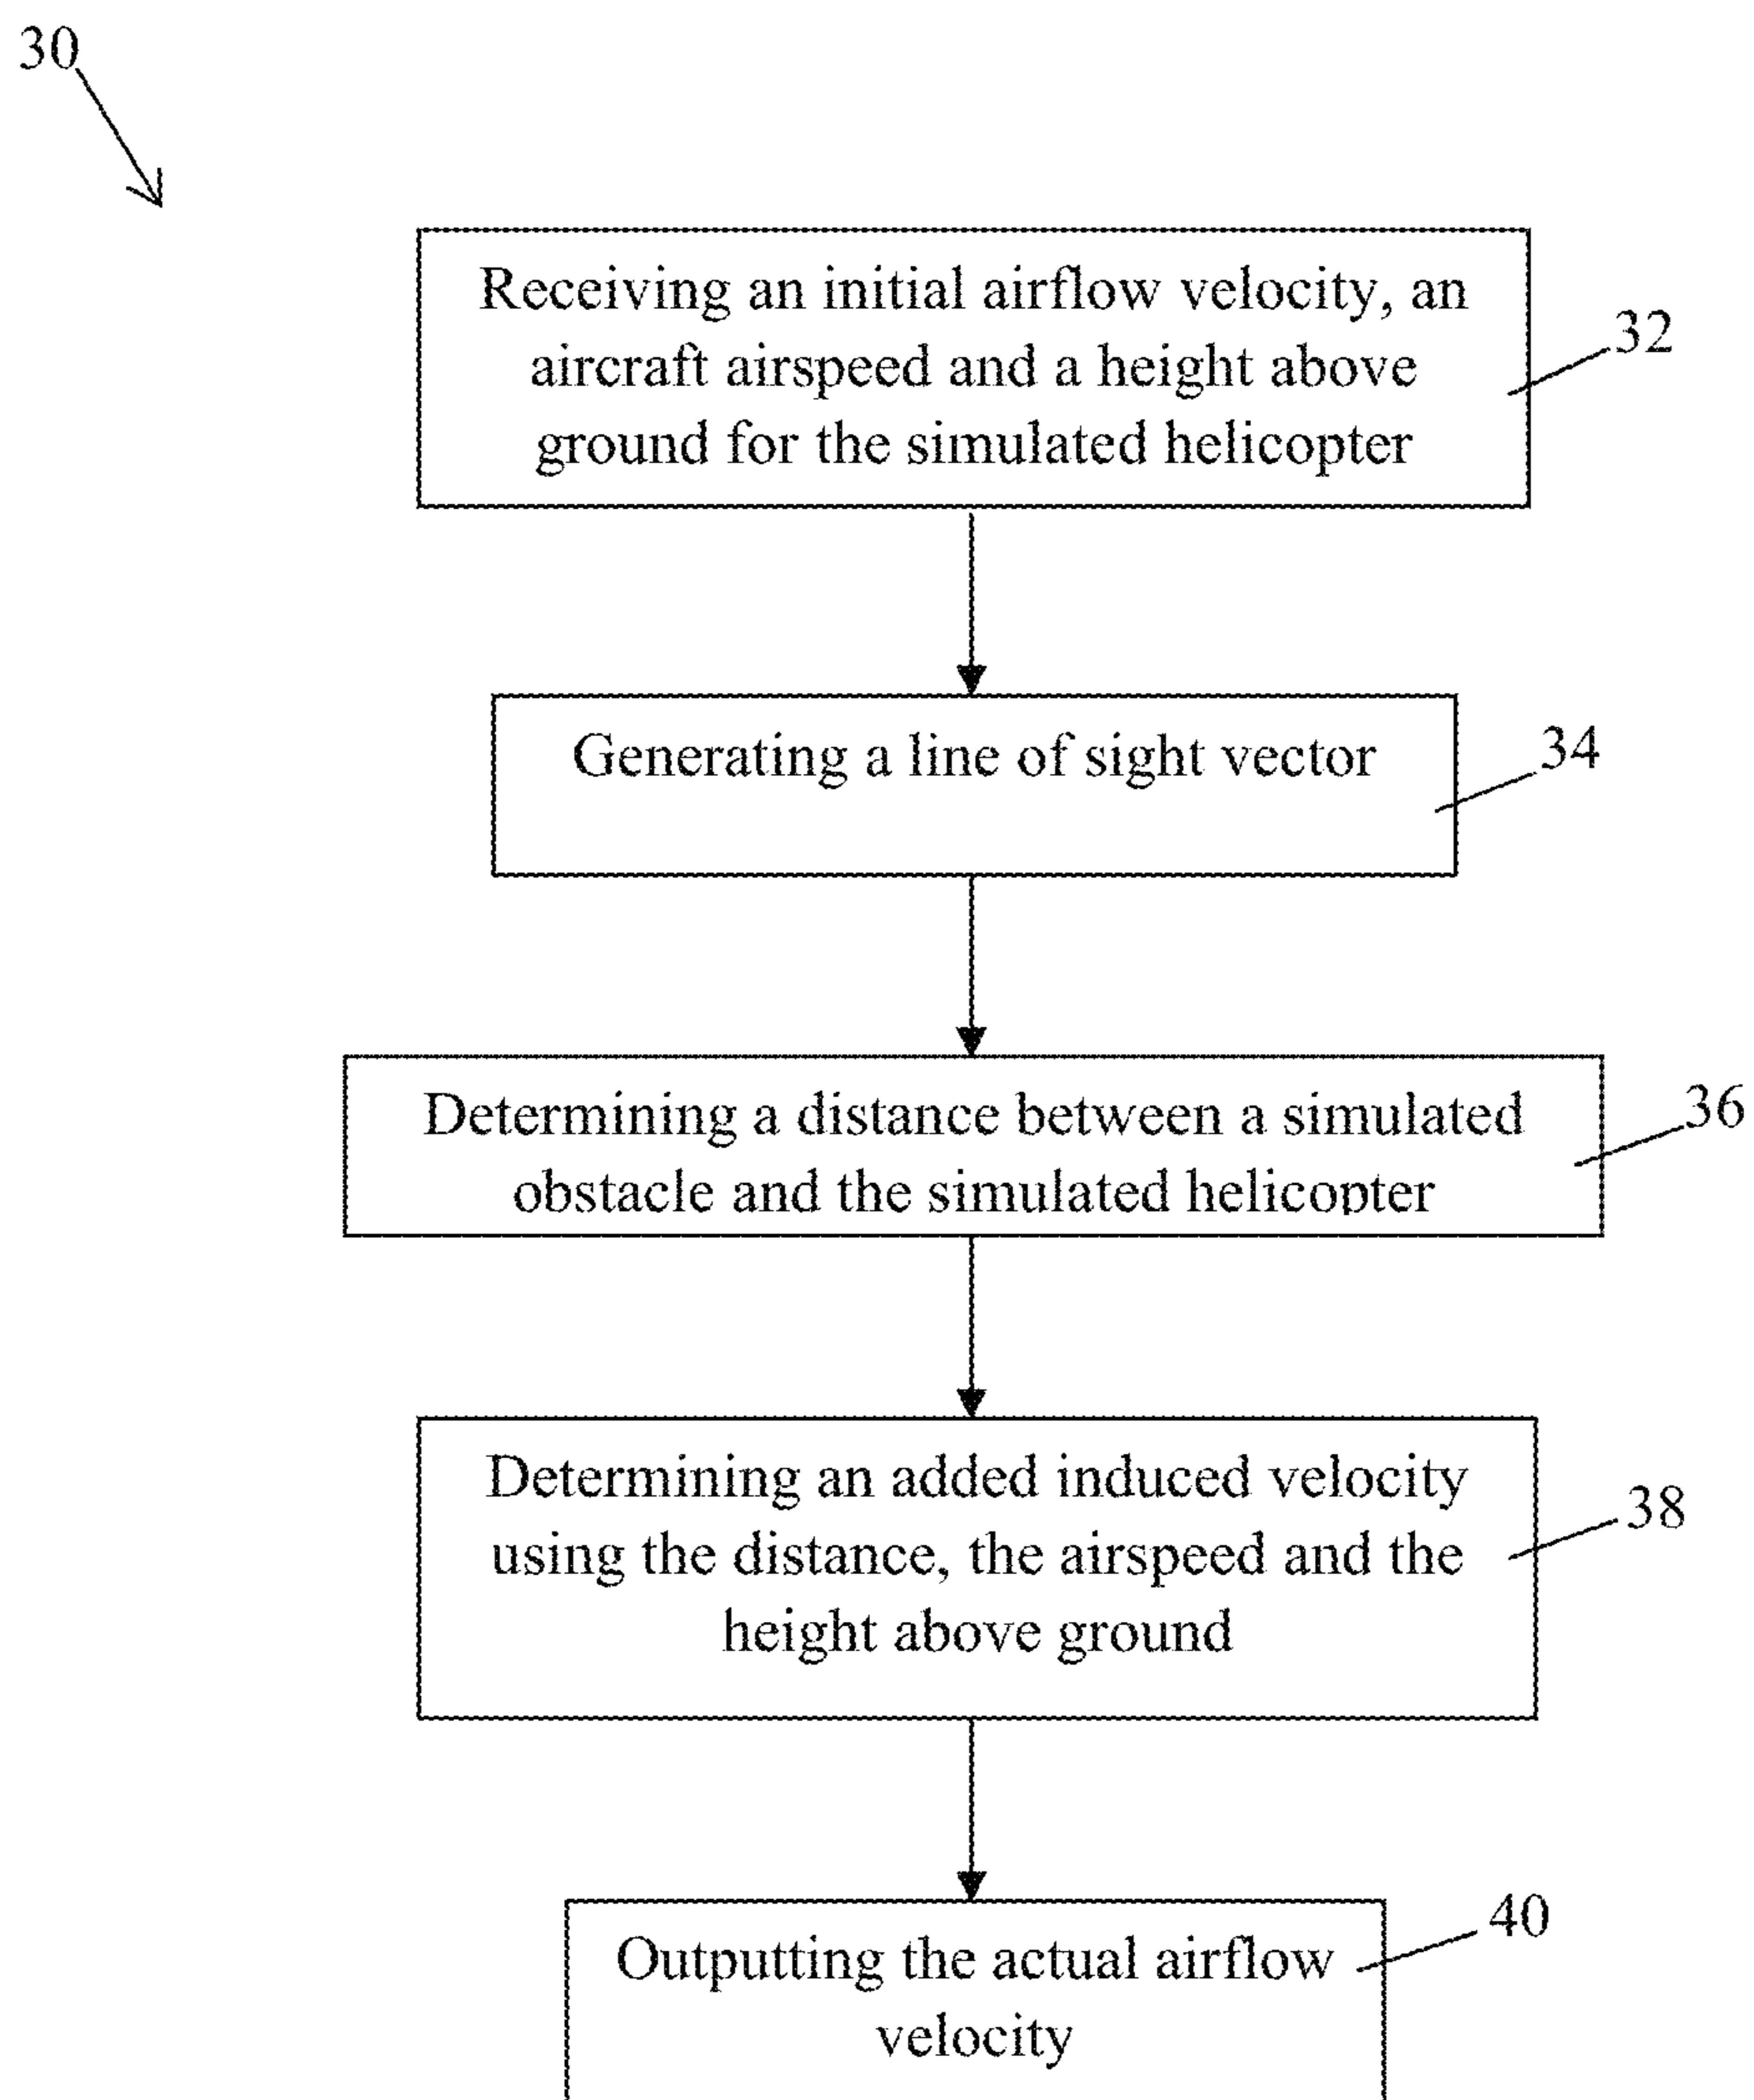 30
Receiving an initial airflow velocity, an
aircraft airspeed and a height above
ground for the simulated helicopter
32
Generating a line of sight vector
34
Determining a distance between a simulated
obstacle and the simulated helicopter
36
Determining an added induced velocity
using the distance, the airspeed and the
height above ground
38
Outputting the actual airflow
velocity
40